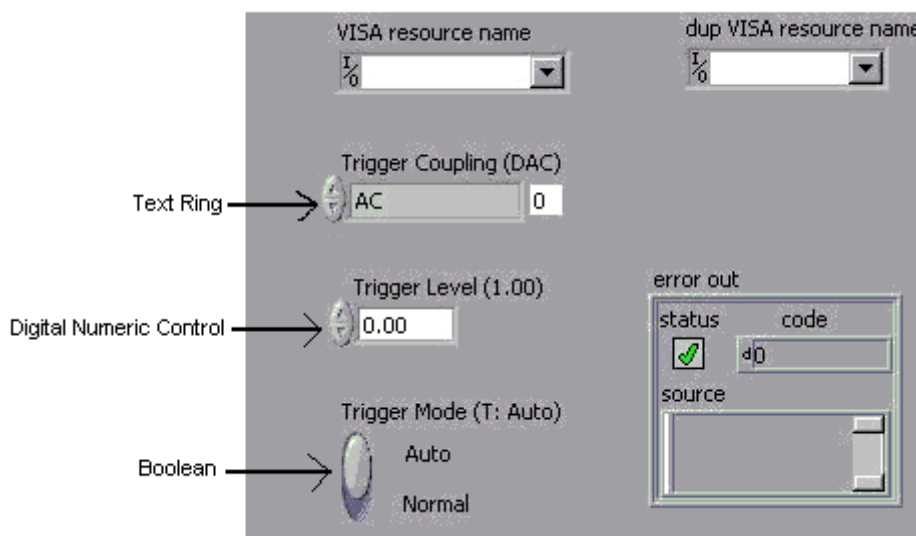 VISA resource name
dup VISA resource name
I/O
I/O
Trigger Coupling (DAC)
Text Ring
AC
0
Trigger Level (1.00)
Digital Numeric Control
0.00
error out
status
code
d0
source
Trigger Mode (T: Auto)
Auto
Boolean
Normal